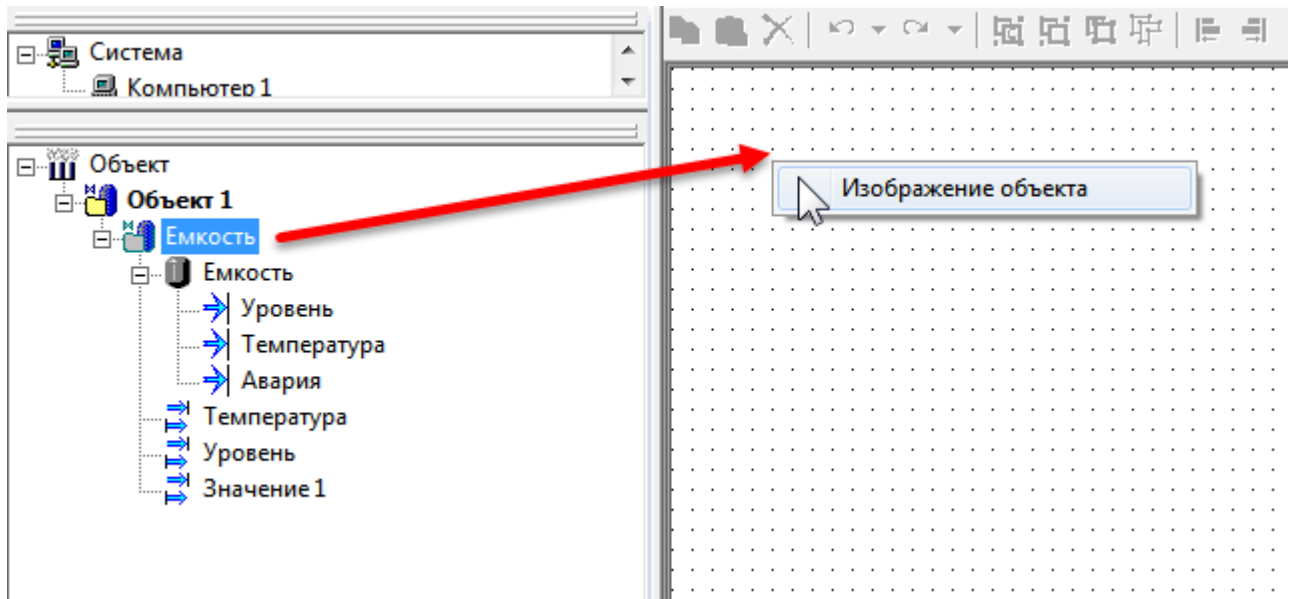 Система
Компьютер 1
Объект
Объект 1
Емкость
Емкость
Уровень
Температура
Авария
Температура
Уровень
Значение 1
Изображение объекта